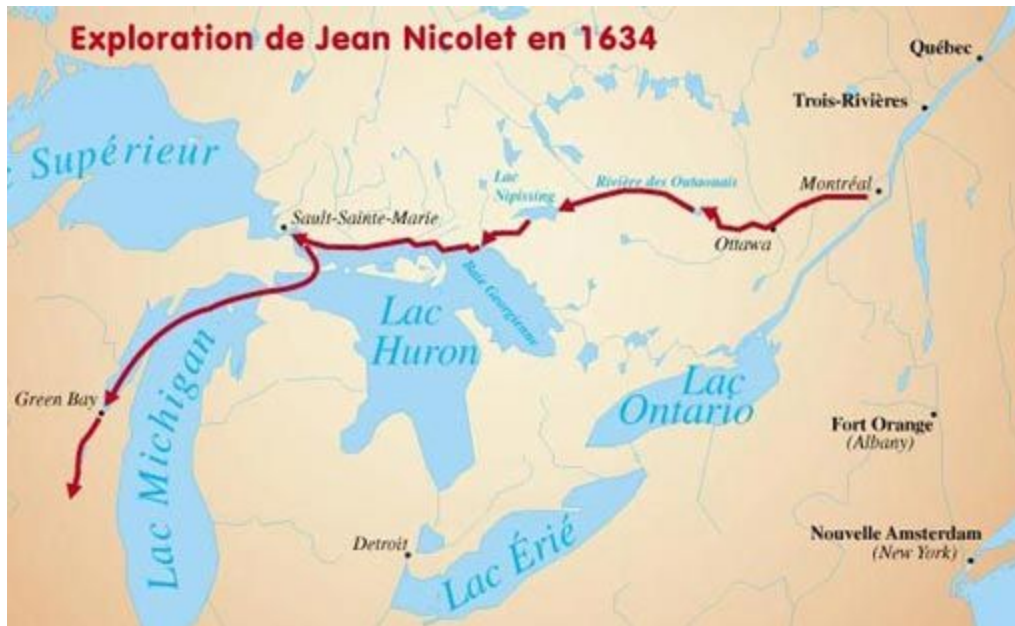 Exploration de Jean Nicolet en 1634
Québec
Trois-Rivières
Supérieur
Lac
Nipissing
Rivière des Outaouais
Montréal
Sault-Sainte-Marie
Ottawa
Baie Georgienne
Lac
Huron
Lac Michigan
Green Bay
Lac
Ontario
Fort Orange
(Albany)
Detroit
Lac Érié
Nouvelle Amsterdam
(New York)